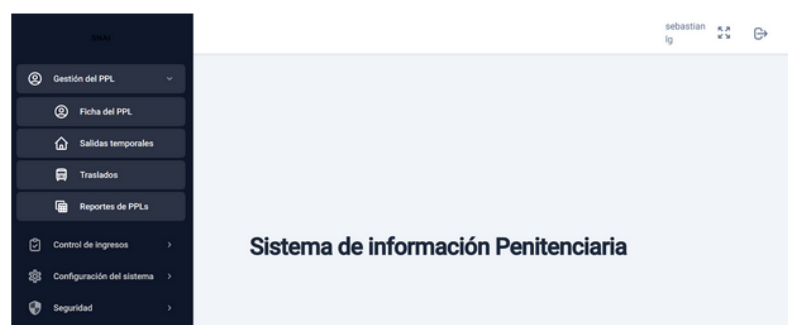 SNAI
sebastian
lg
Gestión del PPL
Ficha del PPL
Salidas temporales
Traslados
Reportes de PPLs
Control de ingresos
Configuración del sistema
Seguridad
Sistema de información Penitenciaria